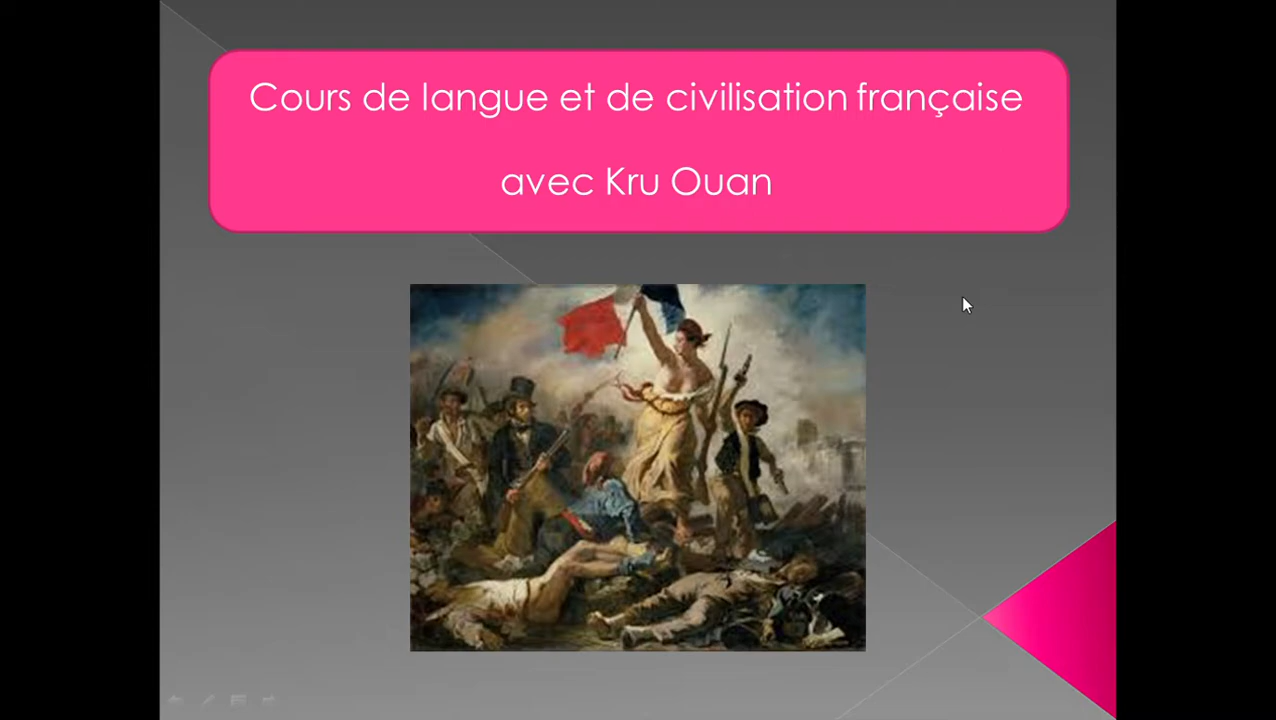 Cours de langue et de civilisation française
avec Kru Ouan